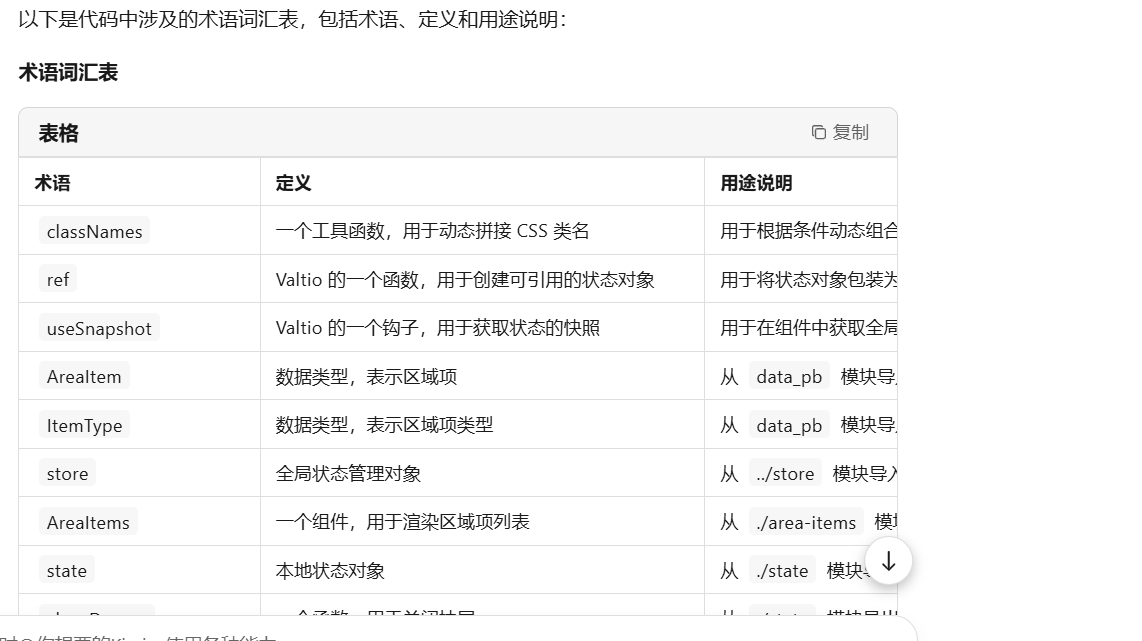 以下是代码中涉及的术语词汇表，包括术语、定义和用途说明：
术语词汇表
表格 复制
术语 定义 用途说明
classNames 一个工具函数，用于动态拼接 CSS 类名 用于根据条件动态组合
ref Valtio 的一个函数，用于创建可引用的状态对象 用于将状态对象包装为
useSnapshot Valtio 的一个钩子，用于获取状态的快照 用于在组件中获取全局
AreaItem 数据类型，表示区域项 从 data_pb 模块导
ItemType 数据类型，表示区域项类型 从 data_pb 模块导
store 全局状态管理对象 从 ../store 模块导入
AreaItems 一个组件，用于渲染区域项列表 从 ./area-items 模块
state 本地状态对象 从 ./state 模块